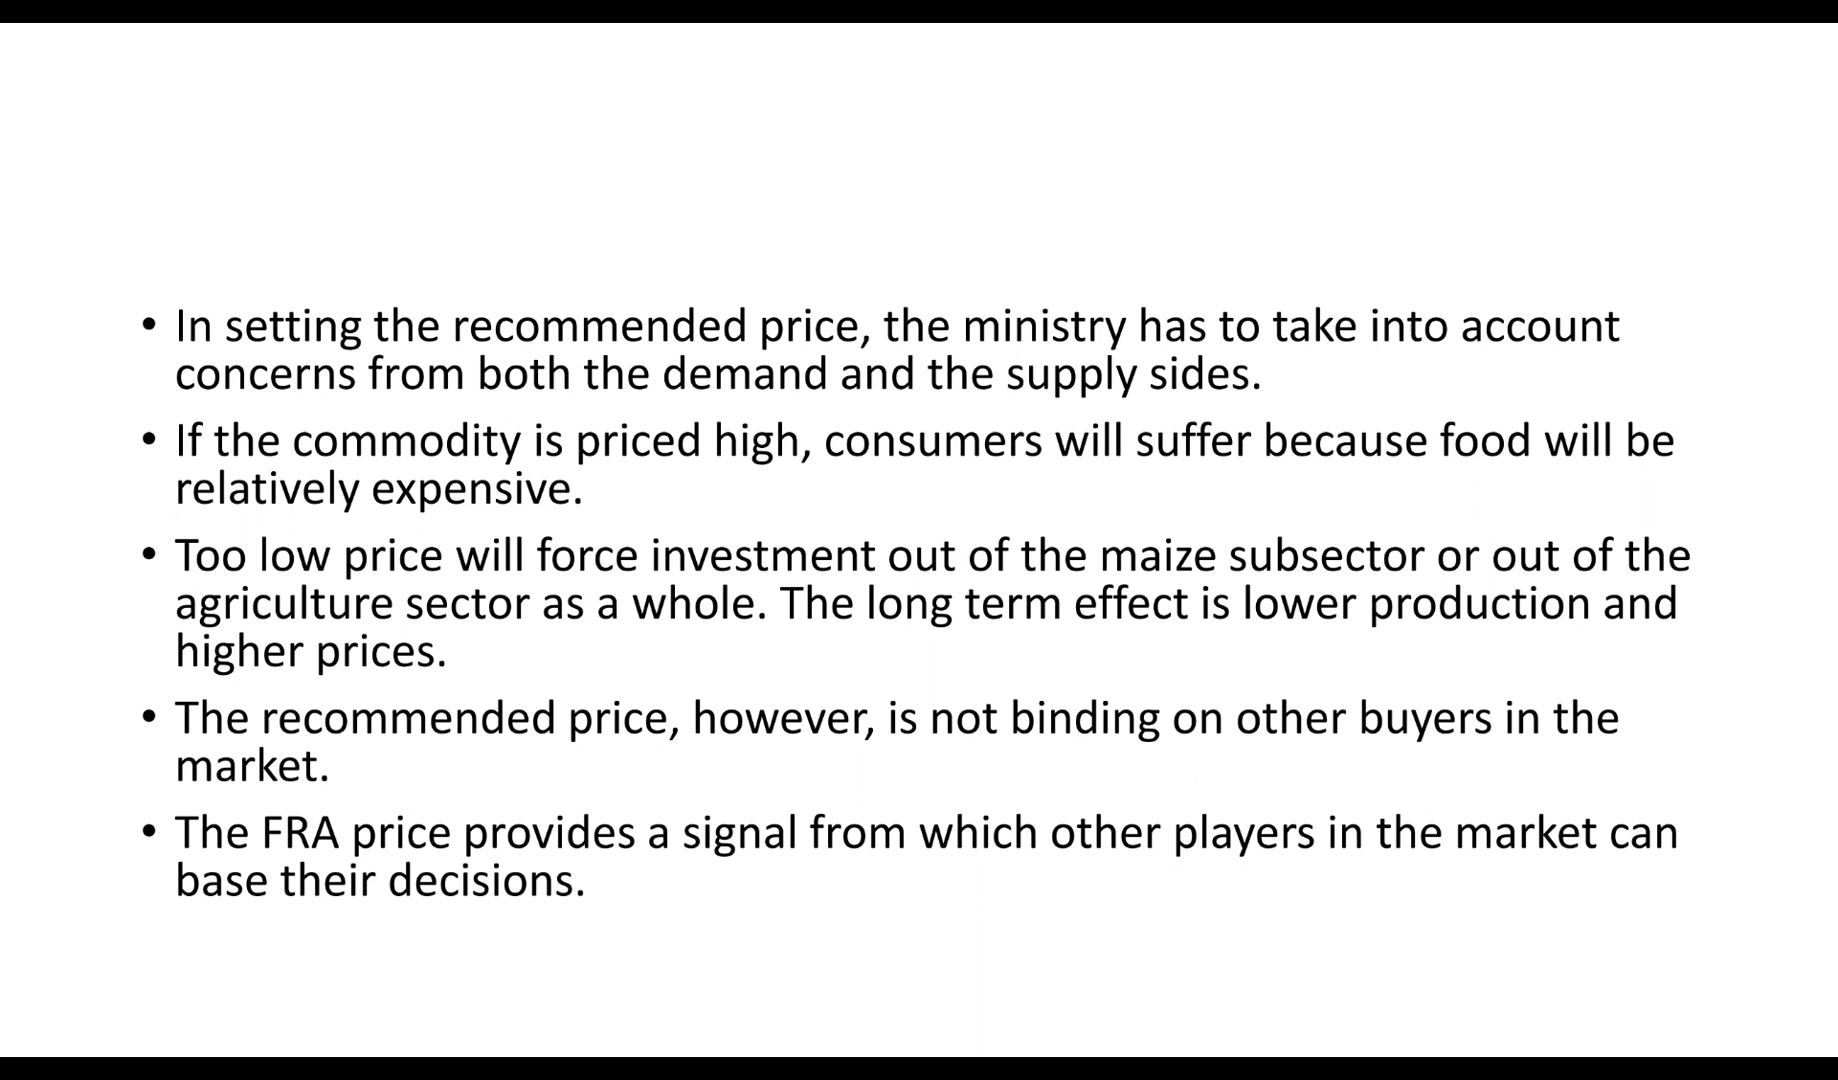 • In setting the recommended price, the ministry has to take into account
concerns from both the demand and the supply sides.
• If the commodity is priced high, consumers will suffer because food will be
relatively expensive.
• Too low price will force investment out of the maize subsector or out of the
agriculture sector as a whole. The long term effect is lower production and
higher prices.
• The recommended price, however, is not binding on other buyers in the
market.
• The FRA price provides a signal from which other players in the market can
base their decisions.